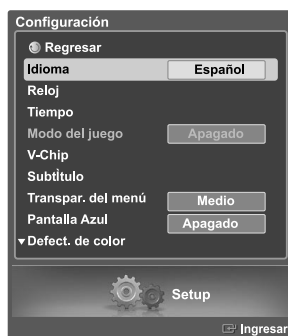 Configuración
Regresar
Idioma Español
Reloj
Tiempo
Modo del juego Apagado
V-Chip
SubtÌtulo
Transpar. del menú Medio
Pantalla Azul Apagado
▼Defect. de color
Setup
Ingresar